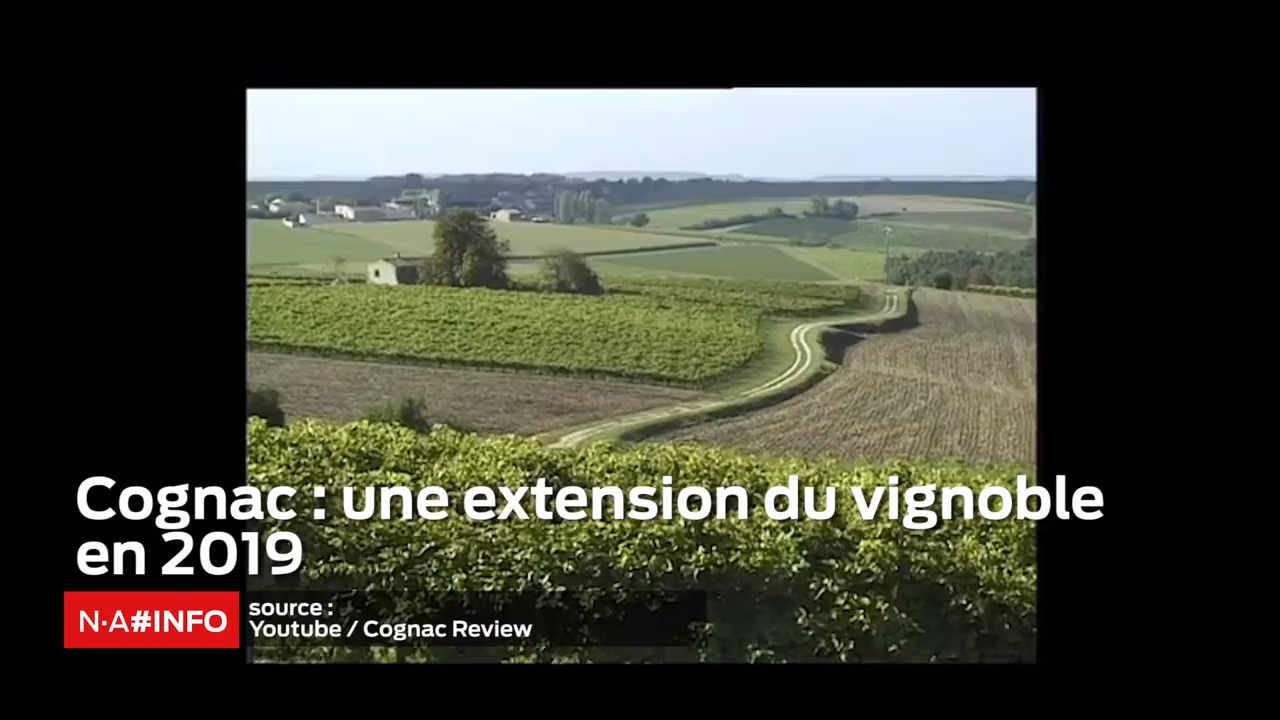 Cognac : une extension du vignoble
en 2019
N·A#INFO
source :
Youtube / Cognac Review